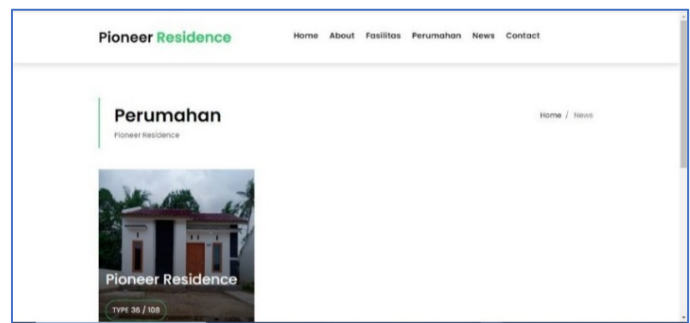 Pioneer Residence Home About Fasilitas Perumahan News Contact
Perumahan
Home / News
Pioneer Residence
Pioneer Residence
TYPE 36 / 108